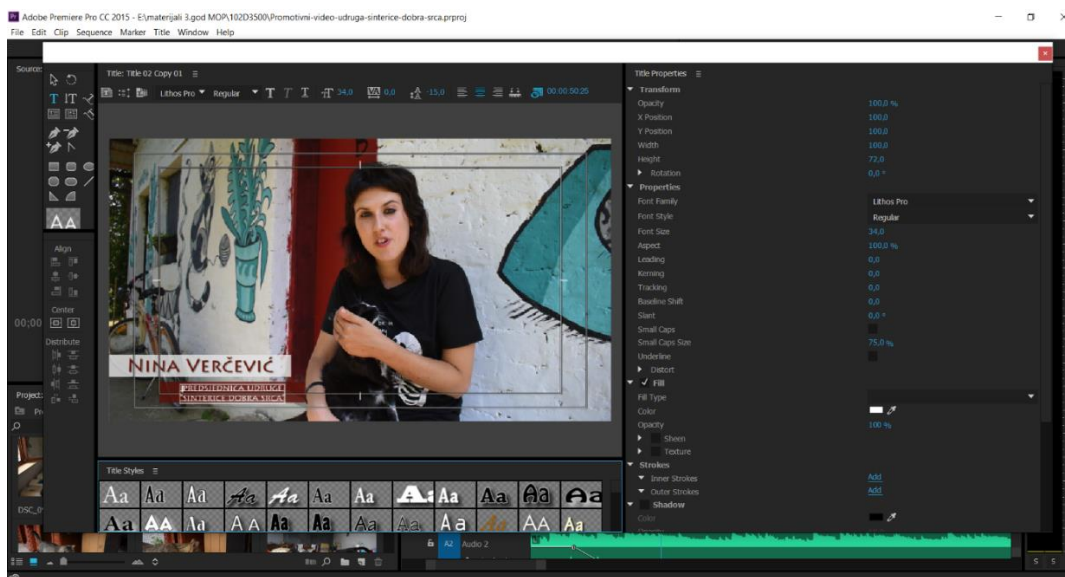 Adobe Premiere Pro CC 2015 - E:\materijali 3.god MOP\102D3500\Promotivni-video-udruga-sinterice-dobra-srca.prproj
File Edit Clip Sequence Marker Title Window Help
Source:
Title: Title 02 Copy 01
Lithos Pro Regular 34,0 0,0 -15,0 00:00:50:25
NINA VERČEVIĆ
PREDSJEDNICA UDRUGE
SINTERICE DOBRA SRCA
Align
Center
Distribute
00;00
Project:
DSC_0
Title Styles
Aa Aa Aa Aa Aa Aa Aa Aa Aa Aa Aa
Aa AA Aa AA Aa Aa Aa Aa Aa Aa AA Aa
Title Properties
Transform
Opacity 100,0 %
X Position 100,0
Y Position 100,0
Width 100,0
Height 72,0
Rotation 0,0 °
Properties
Font Family Lithos Pro
Font Style Regular
Font Size 34,0
Aspect 100,0 %
Leading 0,0
Kerning 0,0
Tracking 0,0
Baseline Shift 0,0
Slant 0,0 °
Small Caps
Small Caps Size 75,0 %
Underline
Distort
Fill
Fill Type
Color
Opacity 100 %
Sheen
Texture
Strokes
Inner Strokes Add
Outer Strokes Add
Shadow
Color
Opacity
A2 Audio 2
S S